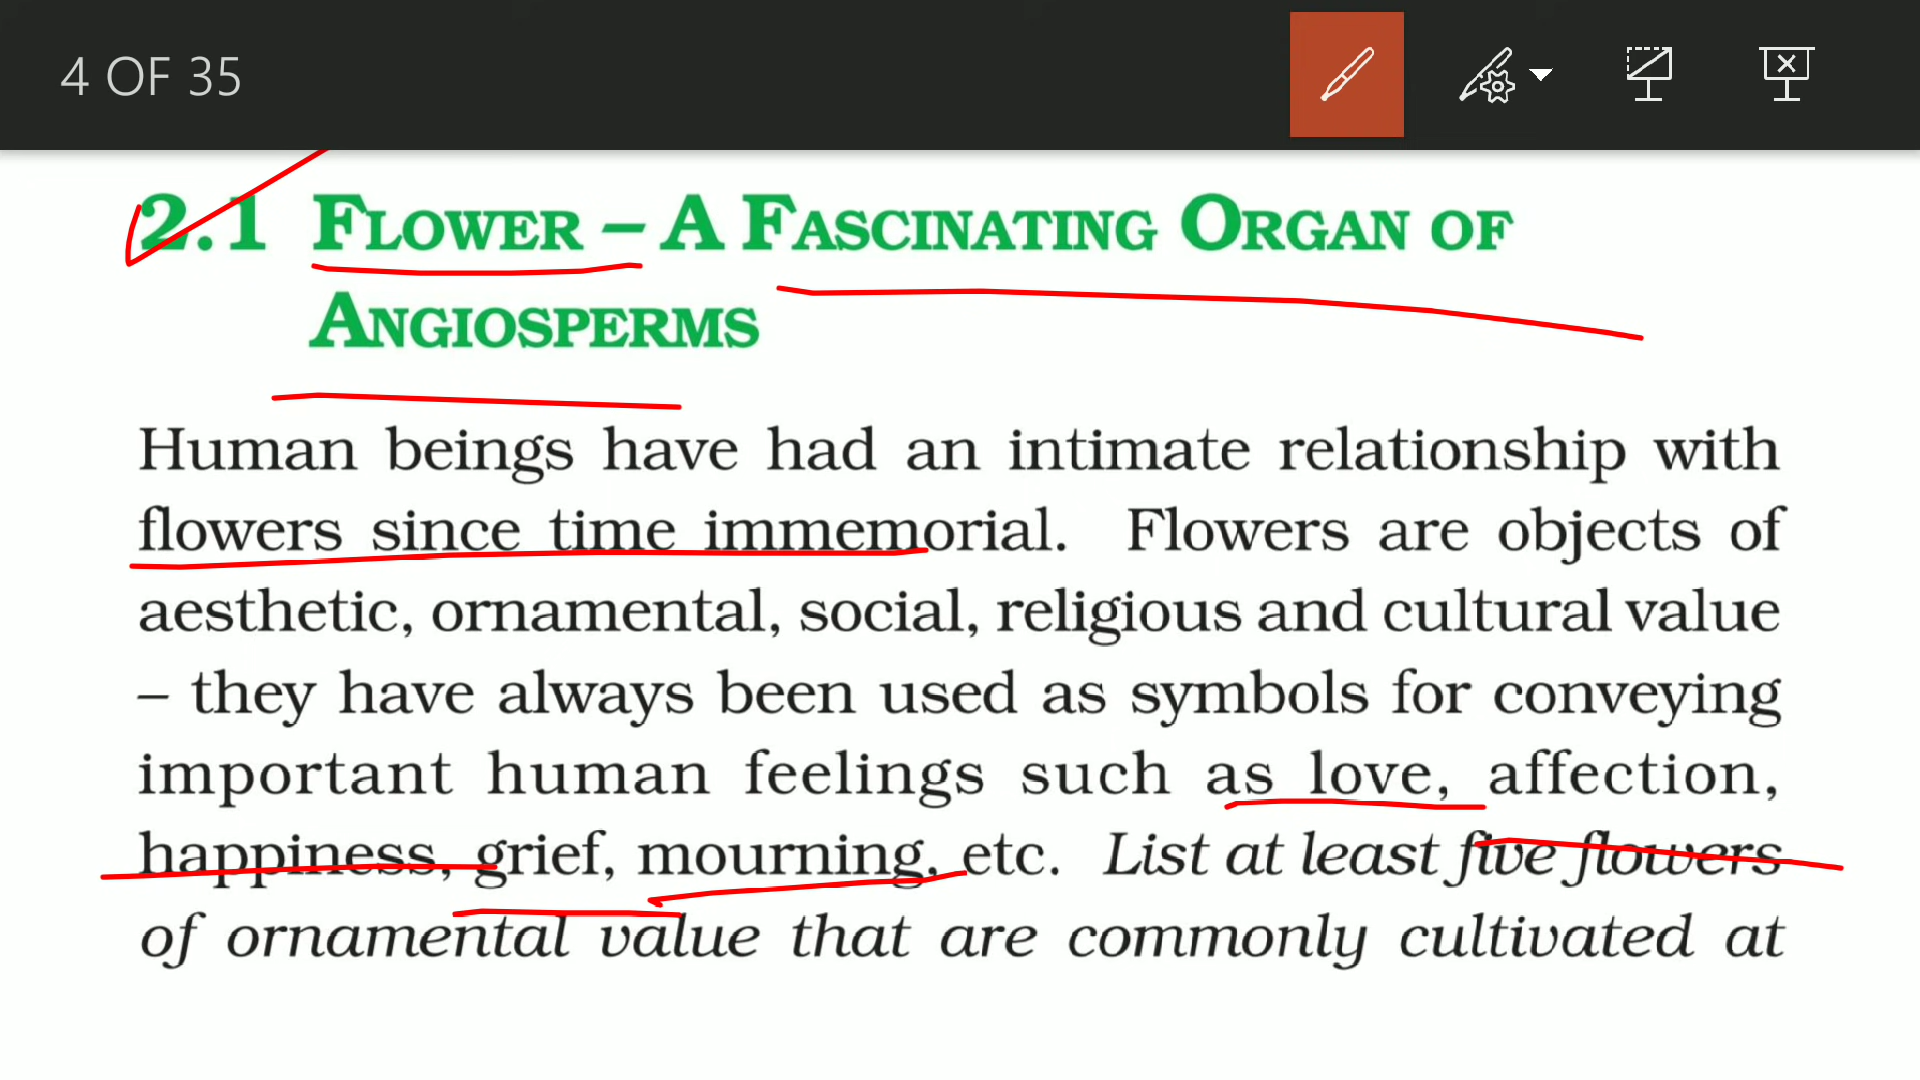 4 OF 35
2.1 FLOWER – A FASCINATING ORGAN OF
ANGIOSPERMS
Human beings have had an intimate relationship with
flowers since time immemorial. Flowers are objects of
aesthetic, ornamental, social, religious and cultural value
– they have always been used as symbols for conveying
important human feelings such as love, affection,
happiness, grief, mourning, etc. List at least five flowers
of ornamental value that are commonly cultivated at